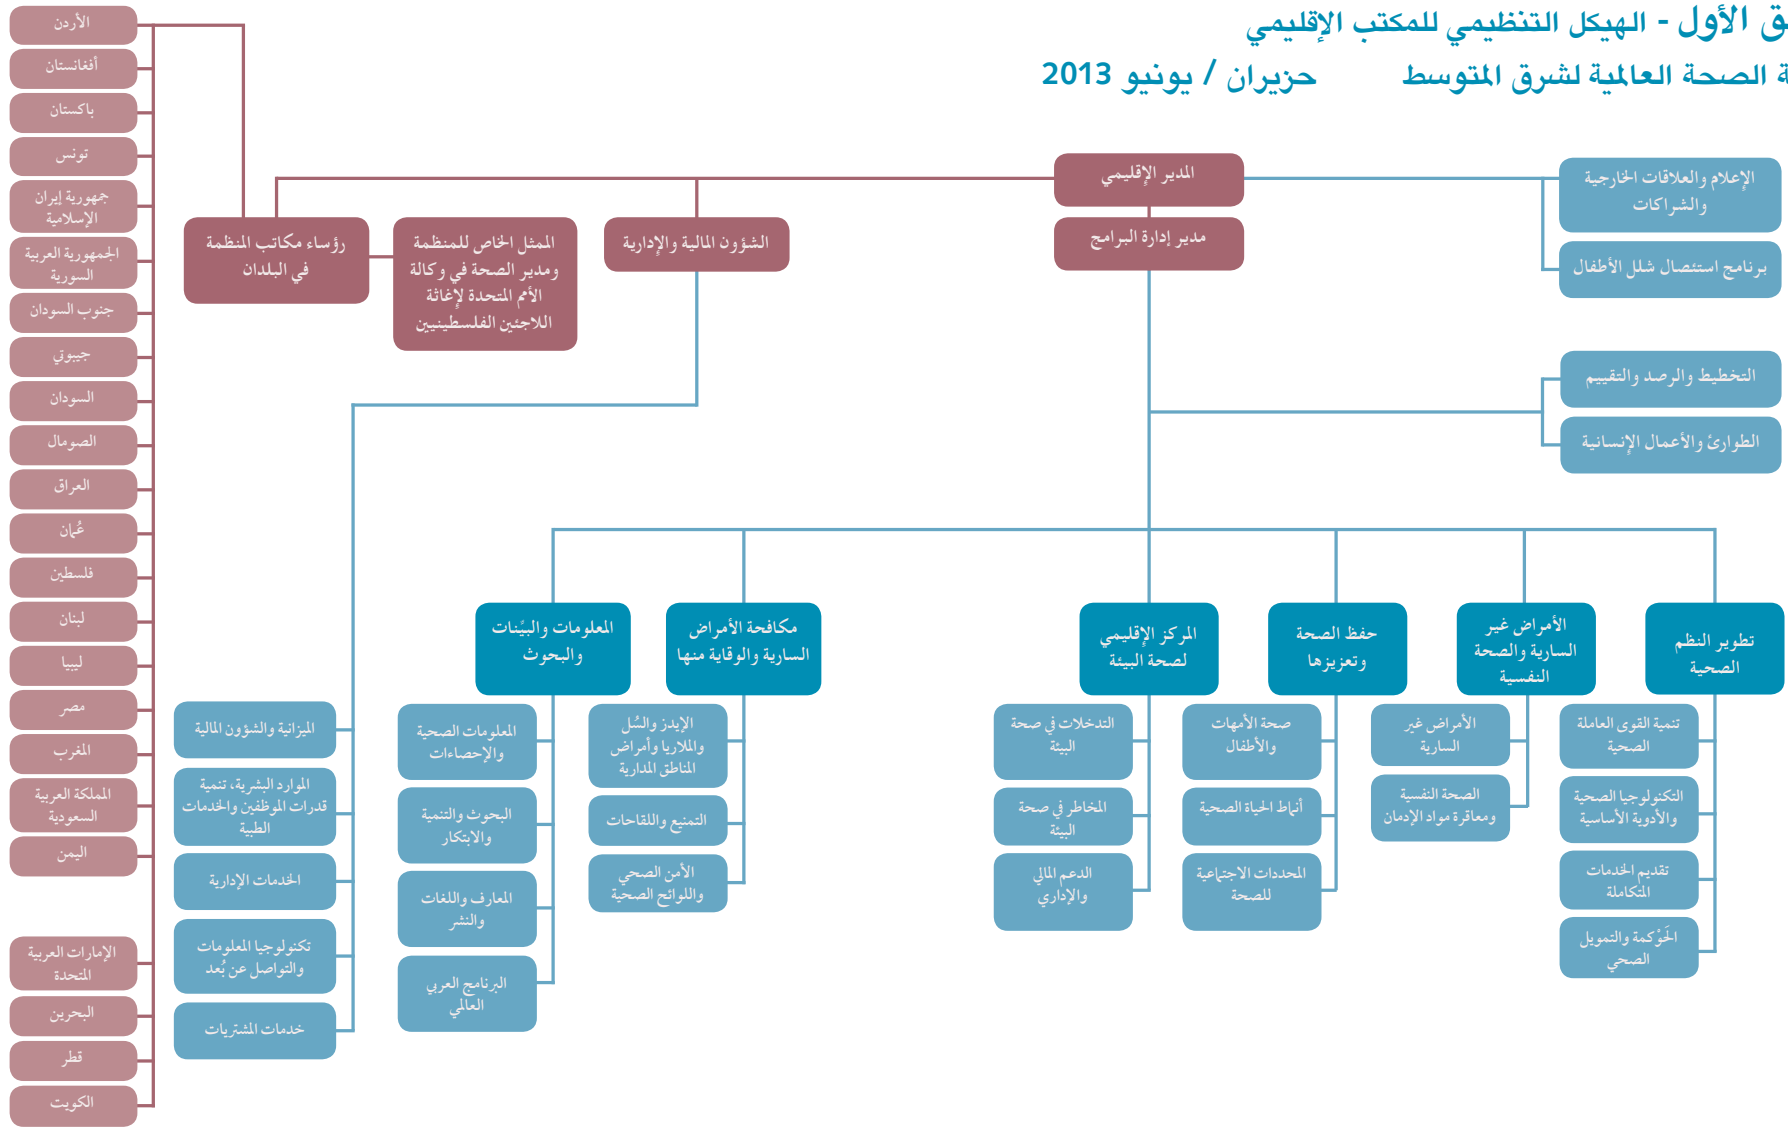 ق الأول - الهيكل التنظيمي للمكتب الإقليمي
ة الصحة العالمية لشرق المتوسط حزيران / يونيو 2013
المدير الإقليمي
مدير إدارة البرامج
الإعلام والعلاقات الخارجية
والشراكات
برنامج استئصال شلل الأطفال
التخطيط والرصد والتقييم
الطوارئ والأعمال الإنسانية
الشؤون المالية والإدارية
الممثل الخاص للمنظمة
ومدير الصحة في وكالة
الأمم المتحدة لإغاثة
اللاجئين الفلسطينيين
رؤساء مكاتب المنظمة
في البلدان
تطوير النظم
الصحية
تنمية القوى العاملة
الصحية
التكنولوجيا الصحية
والأدوية الأساسية
تقديم الخدمات
المتكاملة
الحَوْكمة والتمويل
الصحي
الأمراض غير
السارية والصحة
النفسية
الأمراض غير
السارية
الصحة النفسية
ومعاقرة مواد الإدمان
حفظ الصحة
وتعزيزها
صحة الأمهات
والأطفال
أنماط الحياة الصحية
المحددات الاجتماعية
للصحة
المركز الإقليمي
لصحة البيئة
التدخلات في صحة
البيئة
المخاطر في صحة
البيئة
الدعم المالي
والإداري
مكافحة الأمراض
السارية والوقاية منها
الإيدز والسُل
والملاريا وأمراض
المناطق المدارية
التمنيع واللقاحات
الأمن الصحي
واللوائح الصحية
المعلومات والبيِّنات
والبحوث
المعلومات الصحية
والإحصاءات
البحوث والتنمية
والابتكار
المعارف واللغات
والنشر
البرنامج العربي
العالمي
الميزانية والشؤون المالية
الموارد البشرية، تنمية
قدرات الموظفين والخدمات
الطبية
الخدمات الإدارية
تكنولوجيا المعلومات
والتواصل عن بُعد
خدمات المشتريات
الأردن
أفغانستان
باكستان
تونس
جمهورية إيران
الإسلامية
الجمهورية العربية
السورية
جنوب السودان
جيبوتي
السودان
الصومال
العراق
عُمان
فلسطين
لبنان
ليبيا
مصر
المغرب
المملكة العربية
السعودية
اليمن
الإمارات العربية
المتحدة
البحرين
قطر
الكويت